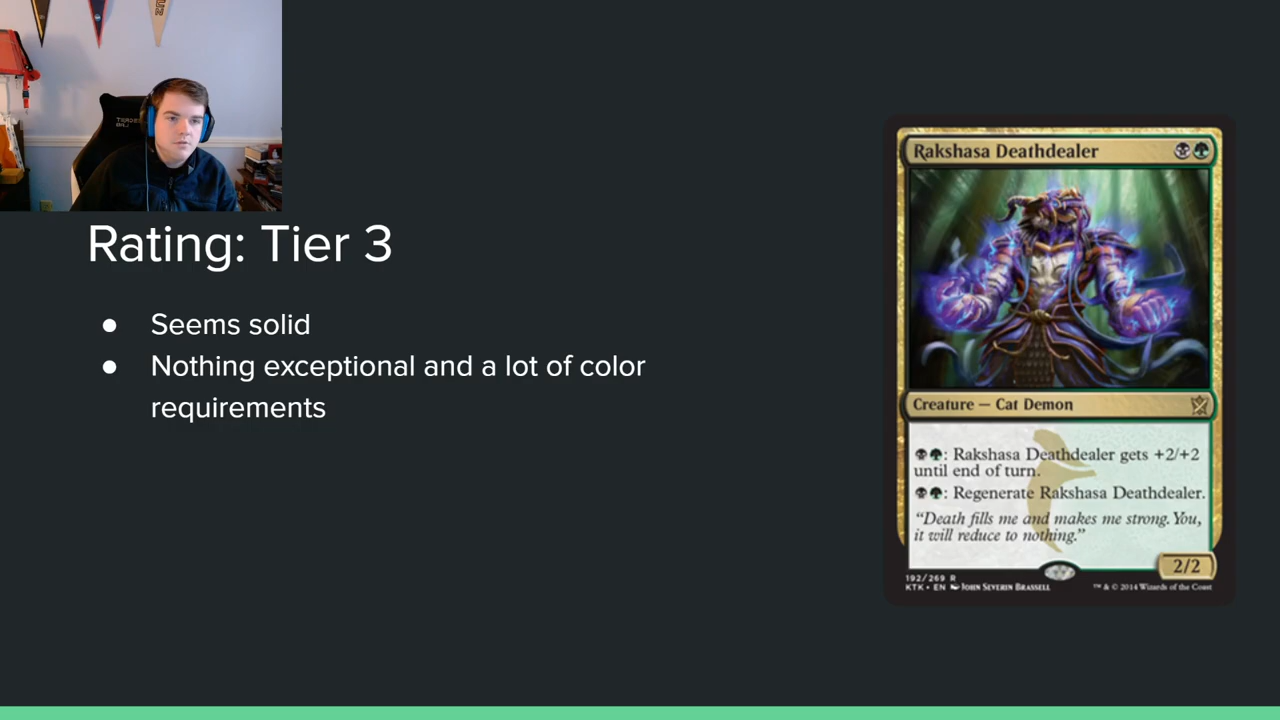 Rating: Tier 3
● Seems solid
● Nothing exceptional and a lot of color
requirements
Rakshasa Deathdealer
Creature — Cat Demon
: Rakshasa Deathdealer gets +2/+2
until end of turn.
: Regenerate Rakshasa Deathdealer.
“Death fills me and makes me strong. You,
it will reduce to nothing.”
2/2
192/269 R
KTK • EN John Severin Brassell
™ & © 2014 Wizards of the Coast